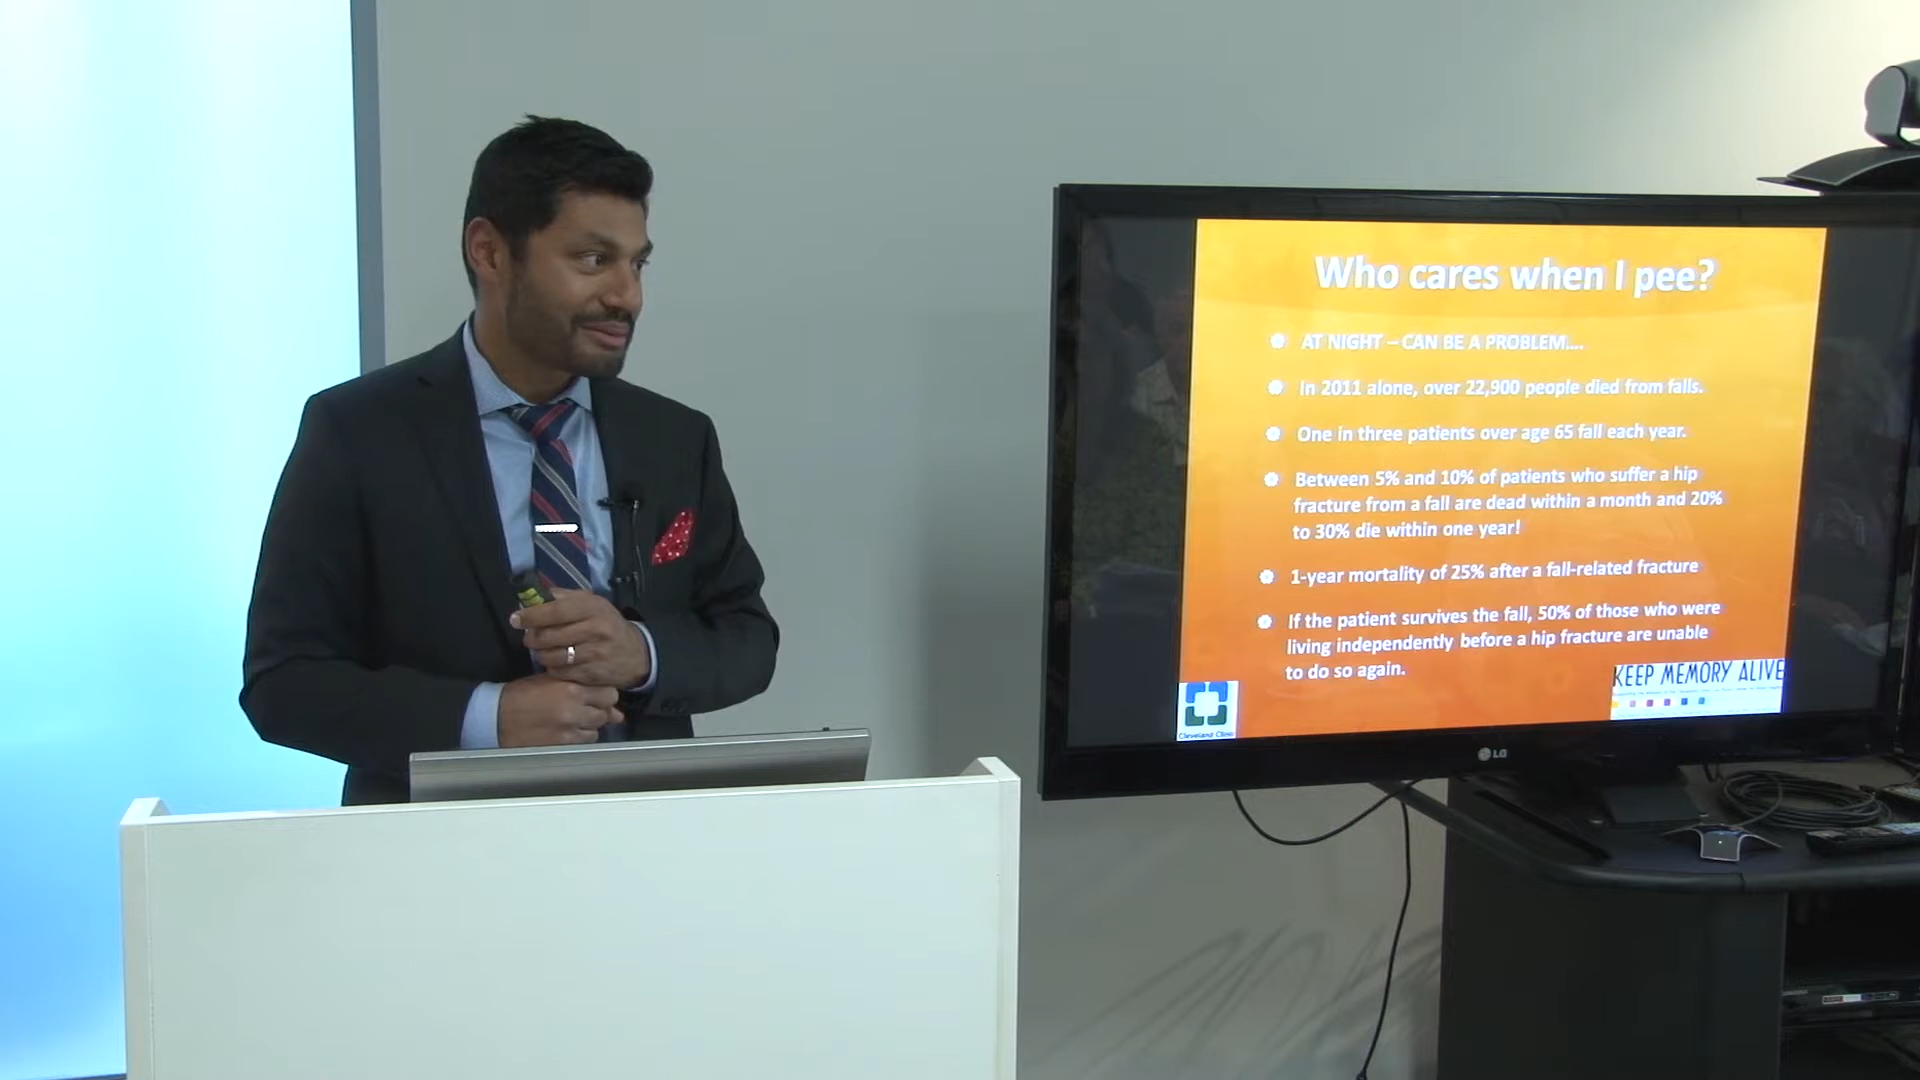 Who cares when I pee?
AT NIGHT – CAN BE A PROBLEM....
In 2011 alone, over 22,900 people died from falls.
One in three patients over age 65 fall each year.
Between 5% and 10% of patients who suffer a hip
fracture from a fall are dead within a month and 20%
to 30% die within one year!
1-year mortality of 25% after a fall-related fracture
If the patient survives the fall, 50% of those who were
living independently before a hip fracture are unable
to do so again.
KEEP MEMORY ALIVE
Cleveland Clinic
LG